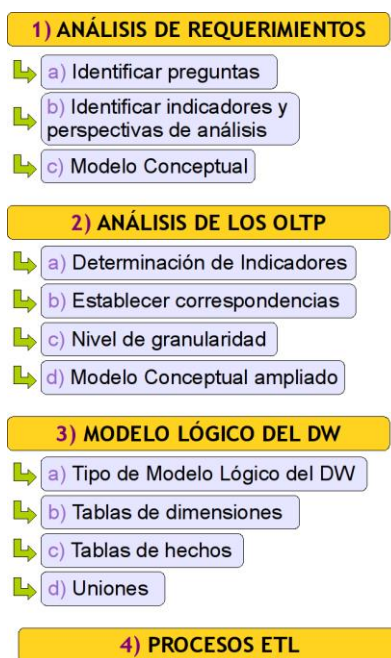 1) ANÁLISIS DE REQUERIMIENTOS
a) Identificar preguntas
b) Identificar indicadores y
perspectivas de análisis
c) Modelo Conceptual
2) ANÁLISIS DE LOS OLTP
a) Determinación de Indicadores
b) Establecer correspondencias
c) Nivel de granularidad
d) Modelo Conceptual ampliado
3) MODELO LÓGICO DEL DW
a) Tipo de Modelo Lógico del DW
b) Tablas de dimensiones
c) Tablas de hechos
d) Uniones
4) PROCESOS ETL